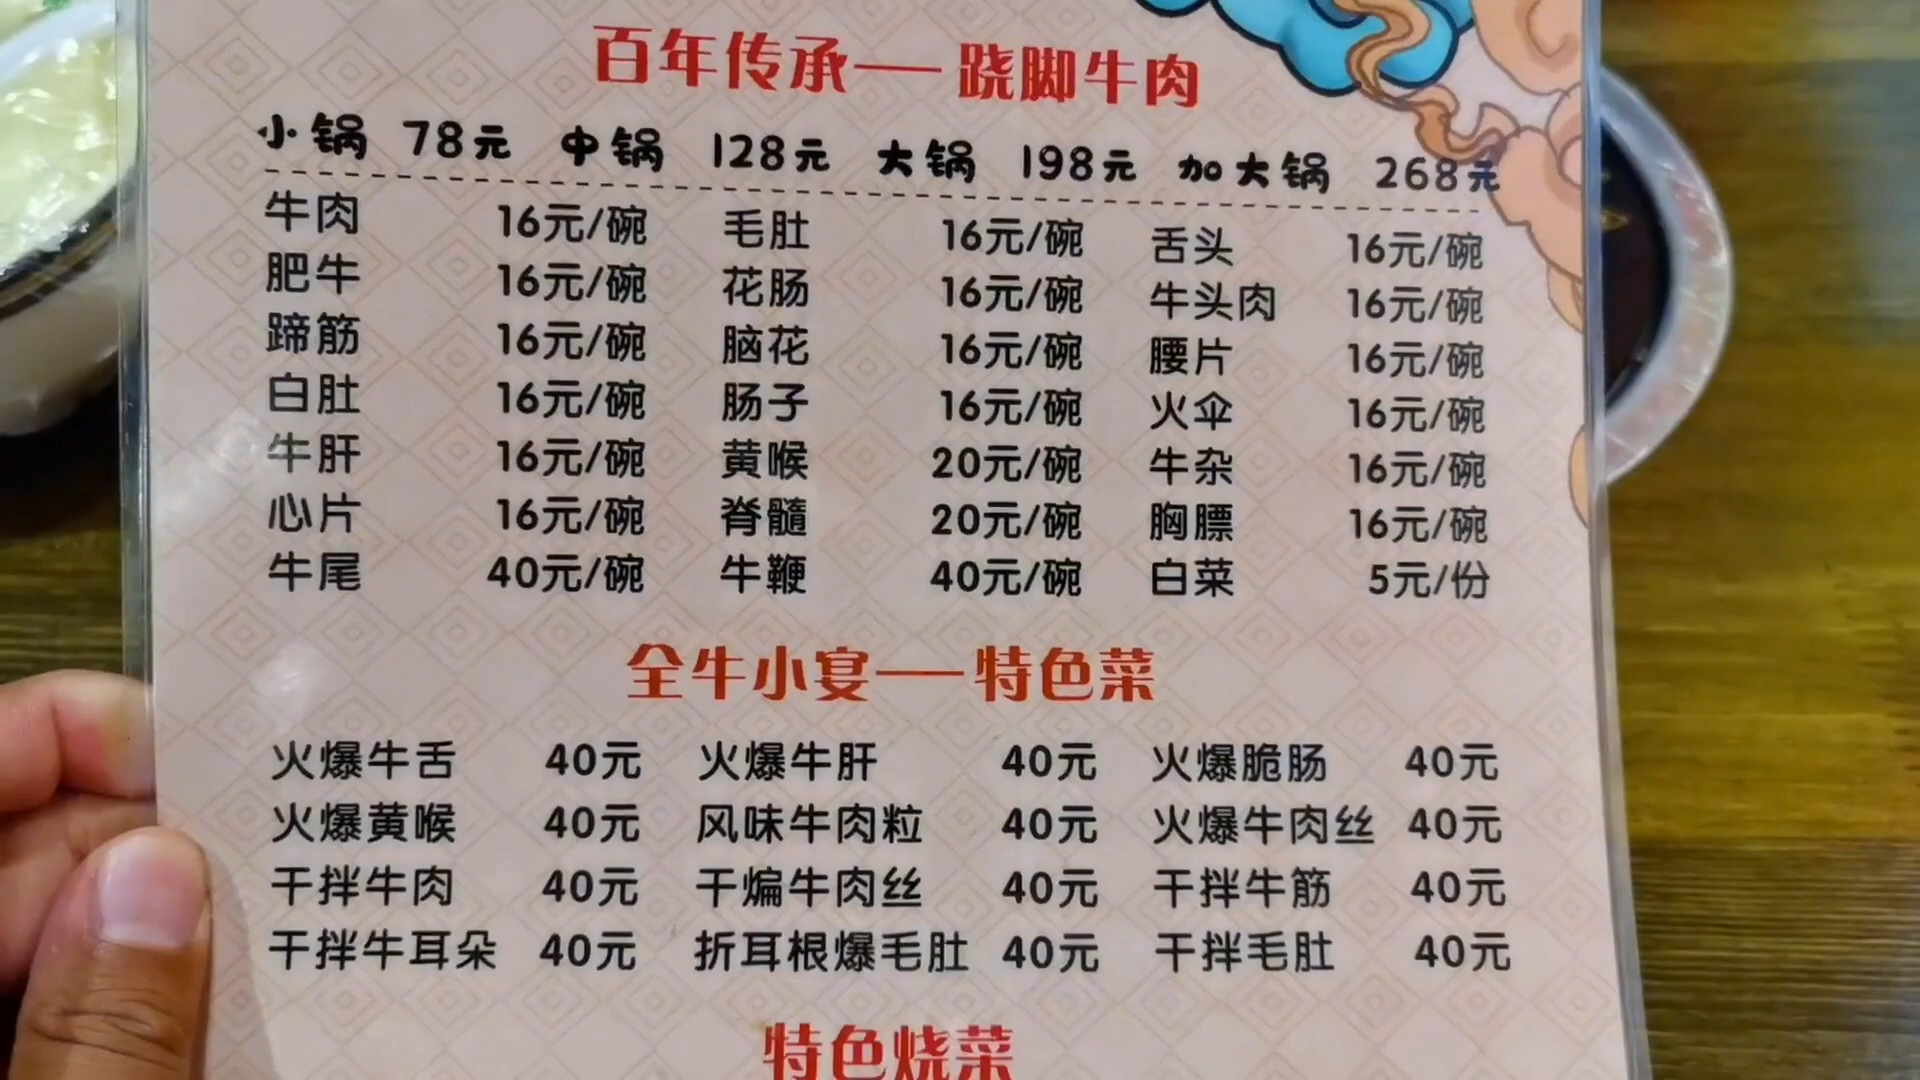 百年传承——跷脚牛肉
小锅 78元 中锅 128元 大锅 198元 加大锅 268元
牛肉 16元/碗 毛肚 16元/碗 舌头 16元/碗
肥牛 16元/碗 花肠 16元/碗 牛头肉 16元/碗
蹄筋 16元/碗 脑花 16元/碗 腰片 16元/碗
白肚 16元/碗 肠子 16元/碗 火伞 16元/碗
牛肝 16元/碗 黄喉 20元/碗 牛杂 16元/碗
心片 16元/碗 脊髓 20元/碗 胸膘 16元/碗
牛尾 40元/碗 牛鞭 40元/碗 白菜 5元/份
全牛小宴——特色菜
火爆牛舌 40元 火爆牛肝 40元 火爆脆肠 40元
火爆黄喉 40元 风味牛肉粒 40元 火爆牛肉丝 40元
干拌牛肉 40元 干煸牛肉丝 40元 干拌牛筋 40元
干拌牛耳朵 40元 折耳根爆毛肚 40元 干拌毛肚 40元
特色烧菜